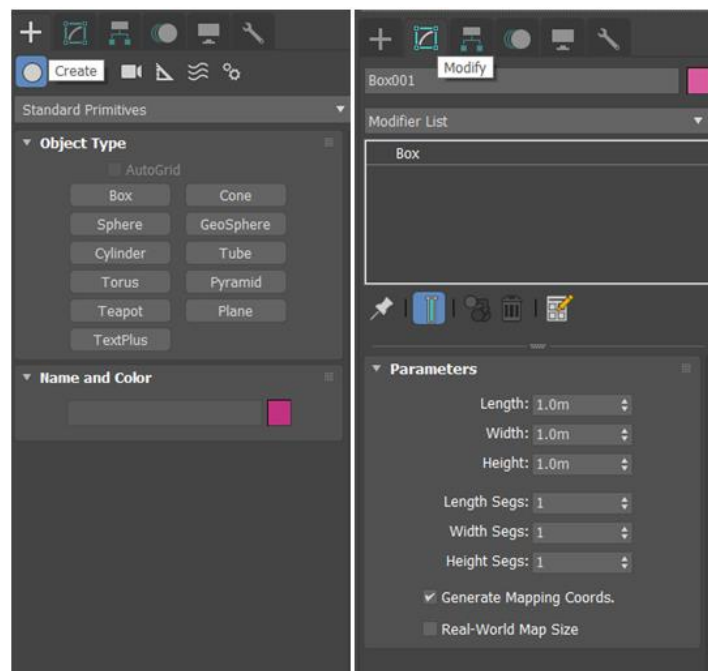 Create
Standard Primitives
Object Type
AutoGrid
Box Cone
Sphere GeoSphere
Cylinder Tube
Torus Pyramid
Teapot Plane
TextPlus
Name and Color
Modify
Box001
Modifier List
Box
Parameters
Length: 1.0m
Width: 1.0m
Height: 1.0m
Length Segs: 1
Width Segs: 1
Height Segs: 1
Generate Mapping Coords.
Real-World Map Size